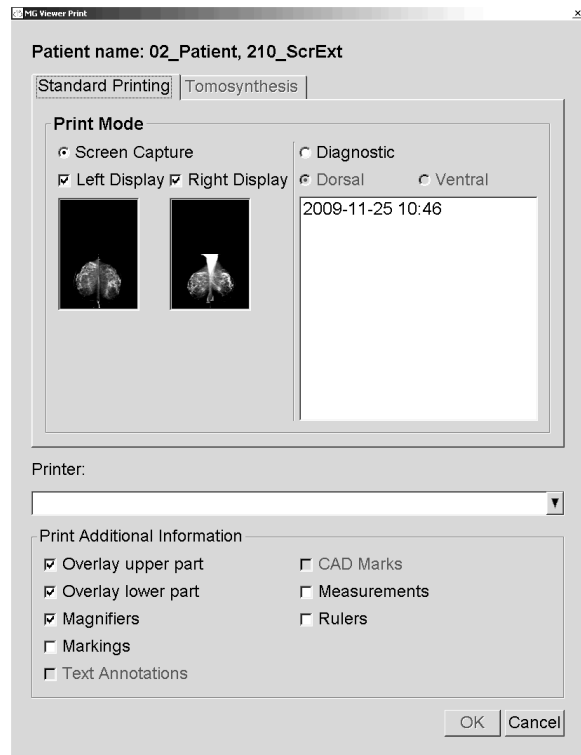 MG Viewer Print
Patient name: 02_Patient, 210_ScrExt
Standard Printing Tomosynthesis
Print Mode
Screen Capture Diagnostic
Left Display Right Display Dorsal Ventral
2009-11-25 10:46
Printer:
Print Additional Information
Overlay upper part CAD Marks
Overlay lower part Measurements
Magnifiers Rulers
Markings
Text Annotations
OK Cancel